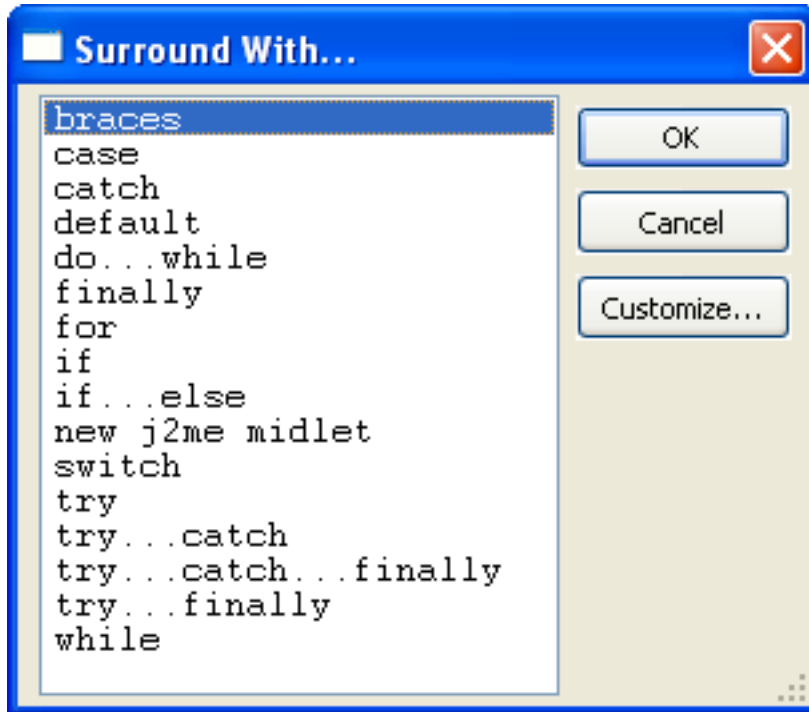 Surround With...
braces
case
catch
default
do...while
finally
for
if
if...else
new j2me midlet
switch
try
try...catch
try...catch...finally
try...finally
while
OK
Cancel
Customize...